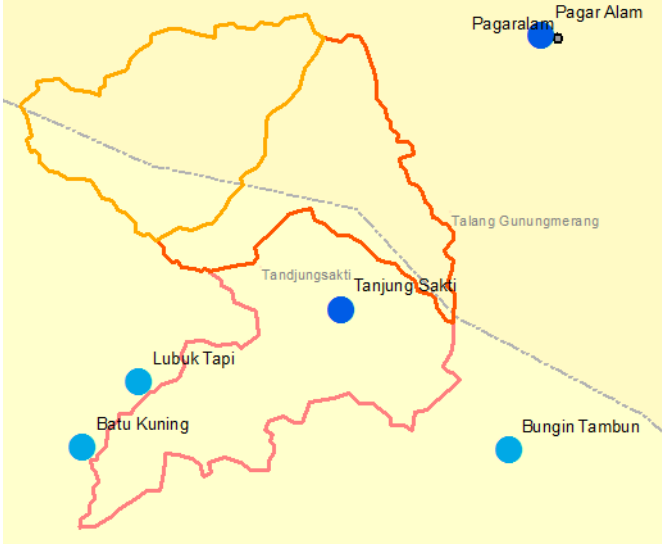 Pagar Alam
Pagaralam
Talang Gunungmerang
Tandjungsakti
Tanjung Sakti
Lubuk Tapi
Batu Kuning
Bungin Tambun